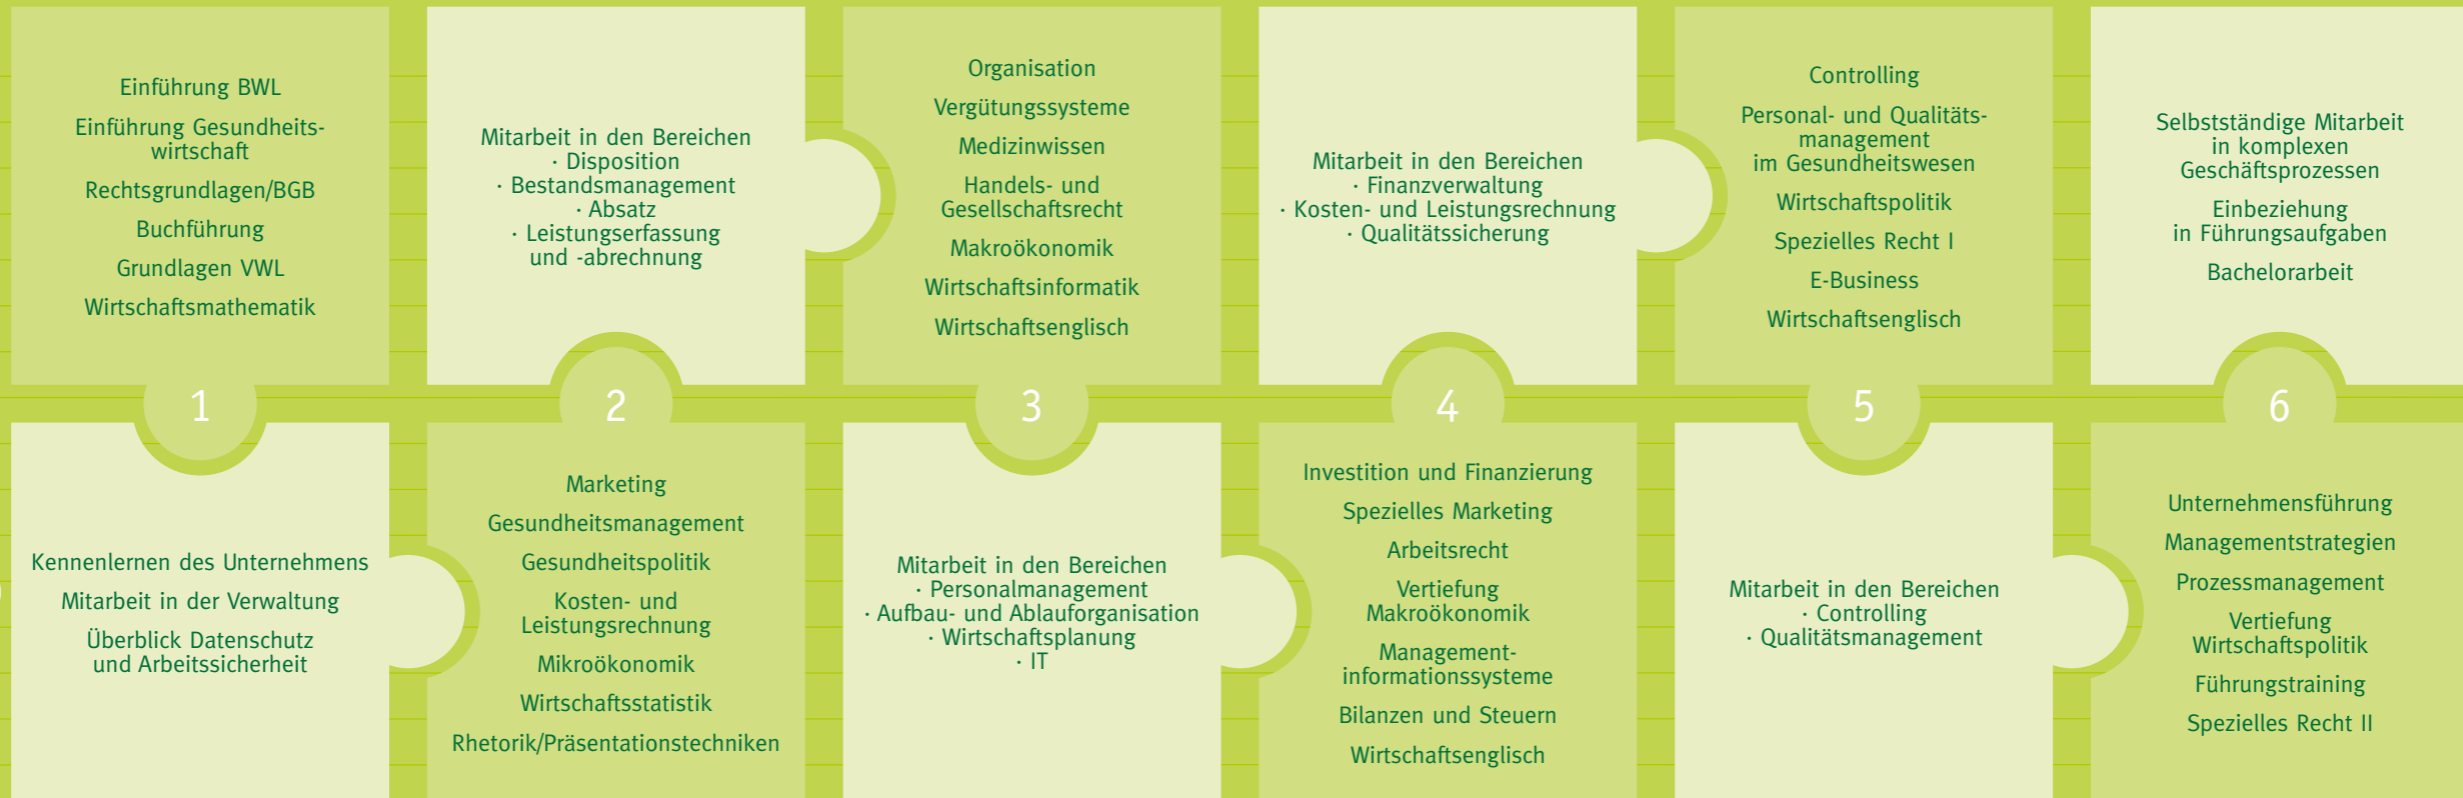 Einführung BWL
Einführung Gesundheits-
wirtschaft
Rechtsgrundlagen/BGB
Buchführung
Grundlagen VWL
Wirtschaftsmathematik
1
Kennenlernen des Unternehmens
Mitarbeit in der Verwaltung
Überblick Datenschutz
und Arbeitssicherheit
Mitarbeit in den Bereichen
· Disposition
· Bestandsmanagement
· Absatz
· Leistungserfassung
und -abrechnung
2
Marketing
Gesundheitsmanagement
Gesundheitspolitik
Kosten- und
Leistungsrechnung
Mikroökonomik
Wirtschaftsstatistik
Rhetorik/Präsentationstechniken
Organisation
Vergütungssysteme
Medizinwissen
Handels- und
Gesellschaftsrecht
Makroökonomik
Wirtschaftsinformatik
Wirtschaftsenglisch
3
Mitarbeit in den Bereichen
· Personalmanagement
· Aufbau- und Ablauforganisation
· Wirtschaftsplanung
· IT
Mitarbeit in den Bereichen
· Finanzverwaltung
· Kosten- und Leistungsrechnung
· Qualitätssicherung
4
Investition und Finanzierung
Spezielles Marketing
Arbeitsrecht
Vertiefung
Makroökonomik
Management-
informationssysteme
Bilanzen und Steuern
Wirtschaftsenglisch
Controlling
Personal- und Qualitäts-
management
im Gesundheitswesen
Wirtschaftspolitik
Spezielles Recht I
E-Business
Wirtschaftsenglisch
5
Mitarbeit in den Bereichen
· Controlling
· Qualitätsmanagement
Selbstständige Mitarbeit
in komplexen
Geschäftsprozessen
Einbeziehung
in Führungsaufgaben
Bachelorarbeit
6
Unternehmensführung
Managementstrategien
Prozessmanagement
Vertiefung
Wirtschaftspolitik
Führungstraining
Spezielles Recht II